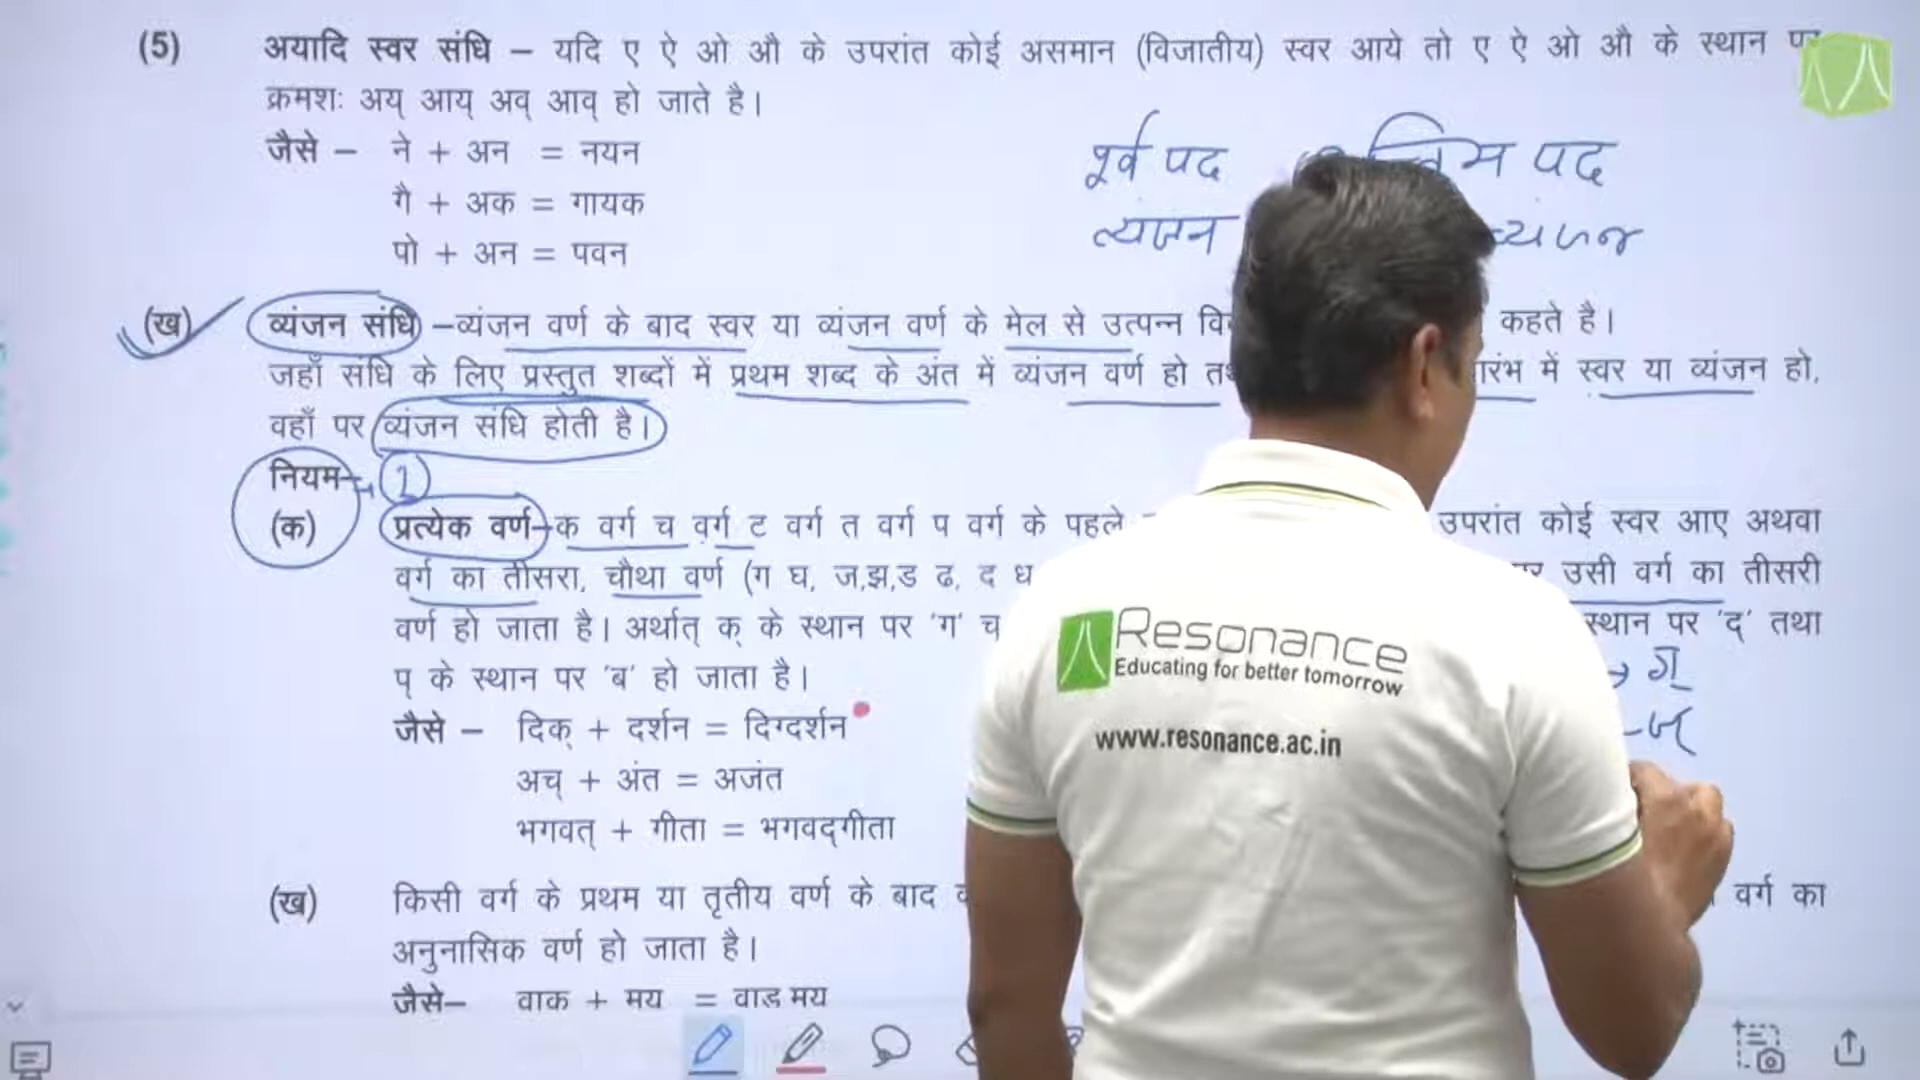 (5) अयादि स्वर संधि – यदि ए ऐ ओ औ के उपरांत कोई असमान (विजातीय) स्वर आये तो ए ऐ ओ औ के स्थान पर
क्रमशः अय् आय् अव् आव् हो जाते है।
जैसे – ने + अन = नयन
गै + अक = गायक
पो + अन = पवन
पूर्व पद पद
व्यंजन व्यंजन
(ख) व्यंजन संधि –व्यंजन वर्ण के बाद स्वर या व्यंजन वर्ण के मेल से उत्पन्न कहते है।
जहाँ संधि के लिए प्रस्तुत शब्दों में प्रथम शब्द के अंत में व्यंजन वर्ण हो में स्वर या व्यंजन हो,
वहाँ पर व्यंजन संधि होती है।
नियम– 1
(क) प्रत्येक वर्ण–क वर्ग च वर्ग ट वर्ग त वर्ग प वर्ग के पहले उपरांत कोई स्वर आए अथवा
वर्ग का तीसरा, चौथा वर्ण (ग घ, ज,झ,ड ढ, द ध उसी वर्ग का तीसरी
वर्ण हो जाता है। अर्थात् क् के स्थान पर 'ग' च स्थान पर 'द्' तथा
प् के स्थान पर 'ब' हो जाता है।
ग्
ज्
जैसे – दिक् + दर्शन = दिग्दर्शन
अच् + अंत = अजंत
भगवत् + गीता = भगवद्गीता
(ख) किसी वर्ग के प्रथम या तृतीय वर्ण के बाद वर्ग का
अनुनासिक वर्ण हो जाता है।
जैसे– वाक + मय = वाड मय
Resonance
Educating for better tomorrow
www.resonance.ac.in